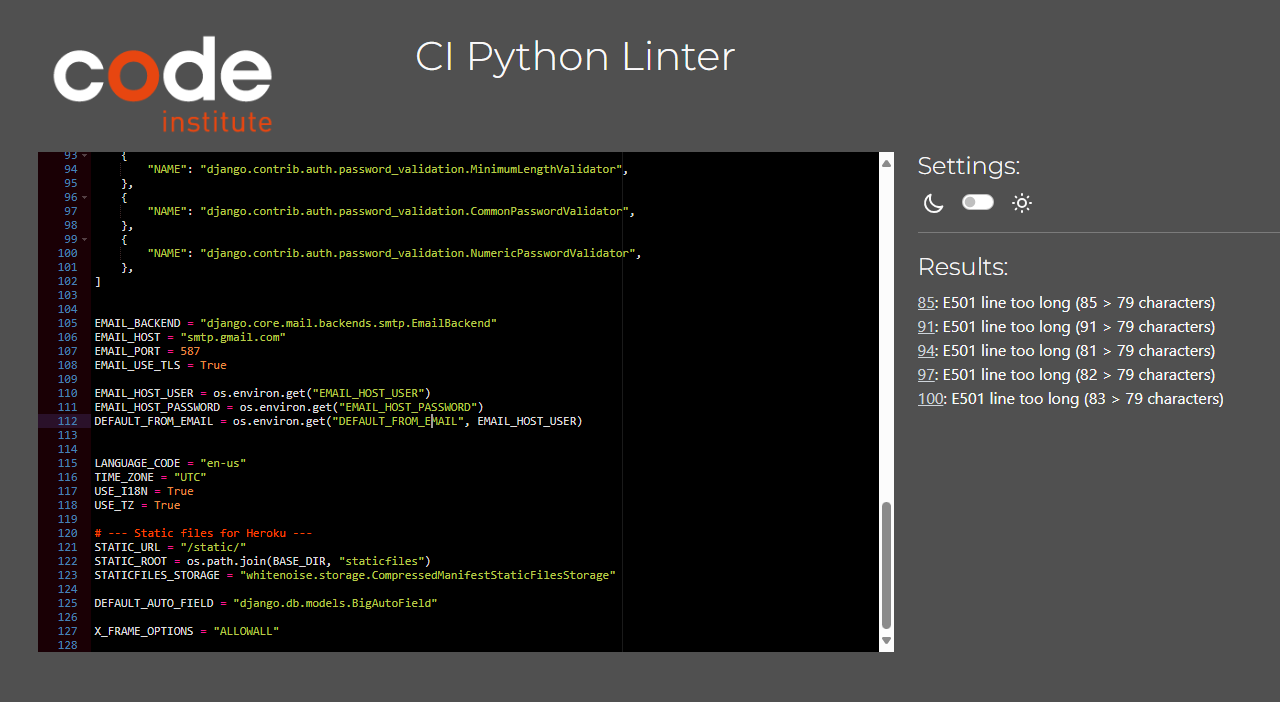 code
institute
CI Python Linter
93 {
94 "NAME": "django.contrib.auth.password_validation.MinimumLengthValidator",
95 },
96 {
97 "NAME": "django.contrib.auth.password_validation.CommonPasswordValidator",
98 },
99 {
100 "NAME": "django.contrib.auth.password_validation.NumericPasswordValidator",
101 },
102 ]
103
104
105 EMAIL_BACKEND = "django.core.mail.backends.smtp.EmailBackend"
106 EMAIL_HOST = "smtp.gmail.com"
107 EMAIL_PORT = 587
108 EMAIL_USE_TLS = True
109
110 EMAIL_HOST_USER = os.environ.get("EMAIL_HOST_USER")
111 EMAIL_HOST_PASSWORD = os.environ.get("EMAIL_HOST_PASSWORD")
112 DEFAULT_FROM_EMAIL = os.environ.get("DEFAULT_FROM_EMAIL", EMAIL_HOST_USER)
113
114
115 LANGUAGE_CODE = "en-us"
116 TIME_ZONE = "UTC"
117 USE_I18N = True
118 USE_TZ = True
119
120 # --- Static files for Heroku ---
121 STATIC_URL = "/static/"
122 STATIC_ROOT = os.path.join(BASE_DIR, "staticfiles")
123 STATICFILES_STORAGE = "whitenoise.storage.CompressedManifestStaticFilesStorage"
124
125 DEFAULT_AUTO_FIELD = "django.db.models.BigAutoField"
126
127 X_FRAME_OPTIONS = "ALLOWALL"
128
Settings:
Results:
85: E501 line too long (85 > 79 characters)
91: E501 line too long (91 > 79 characters)
94: E501 line too long (81 > 79 characters)
97: E501 line too long (82 > 79 characters)
100: E501 line too long (83 > 79 characters)